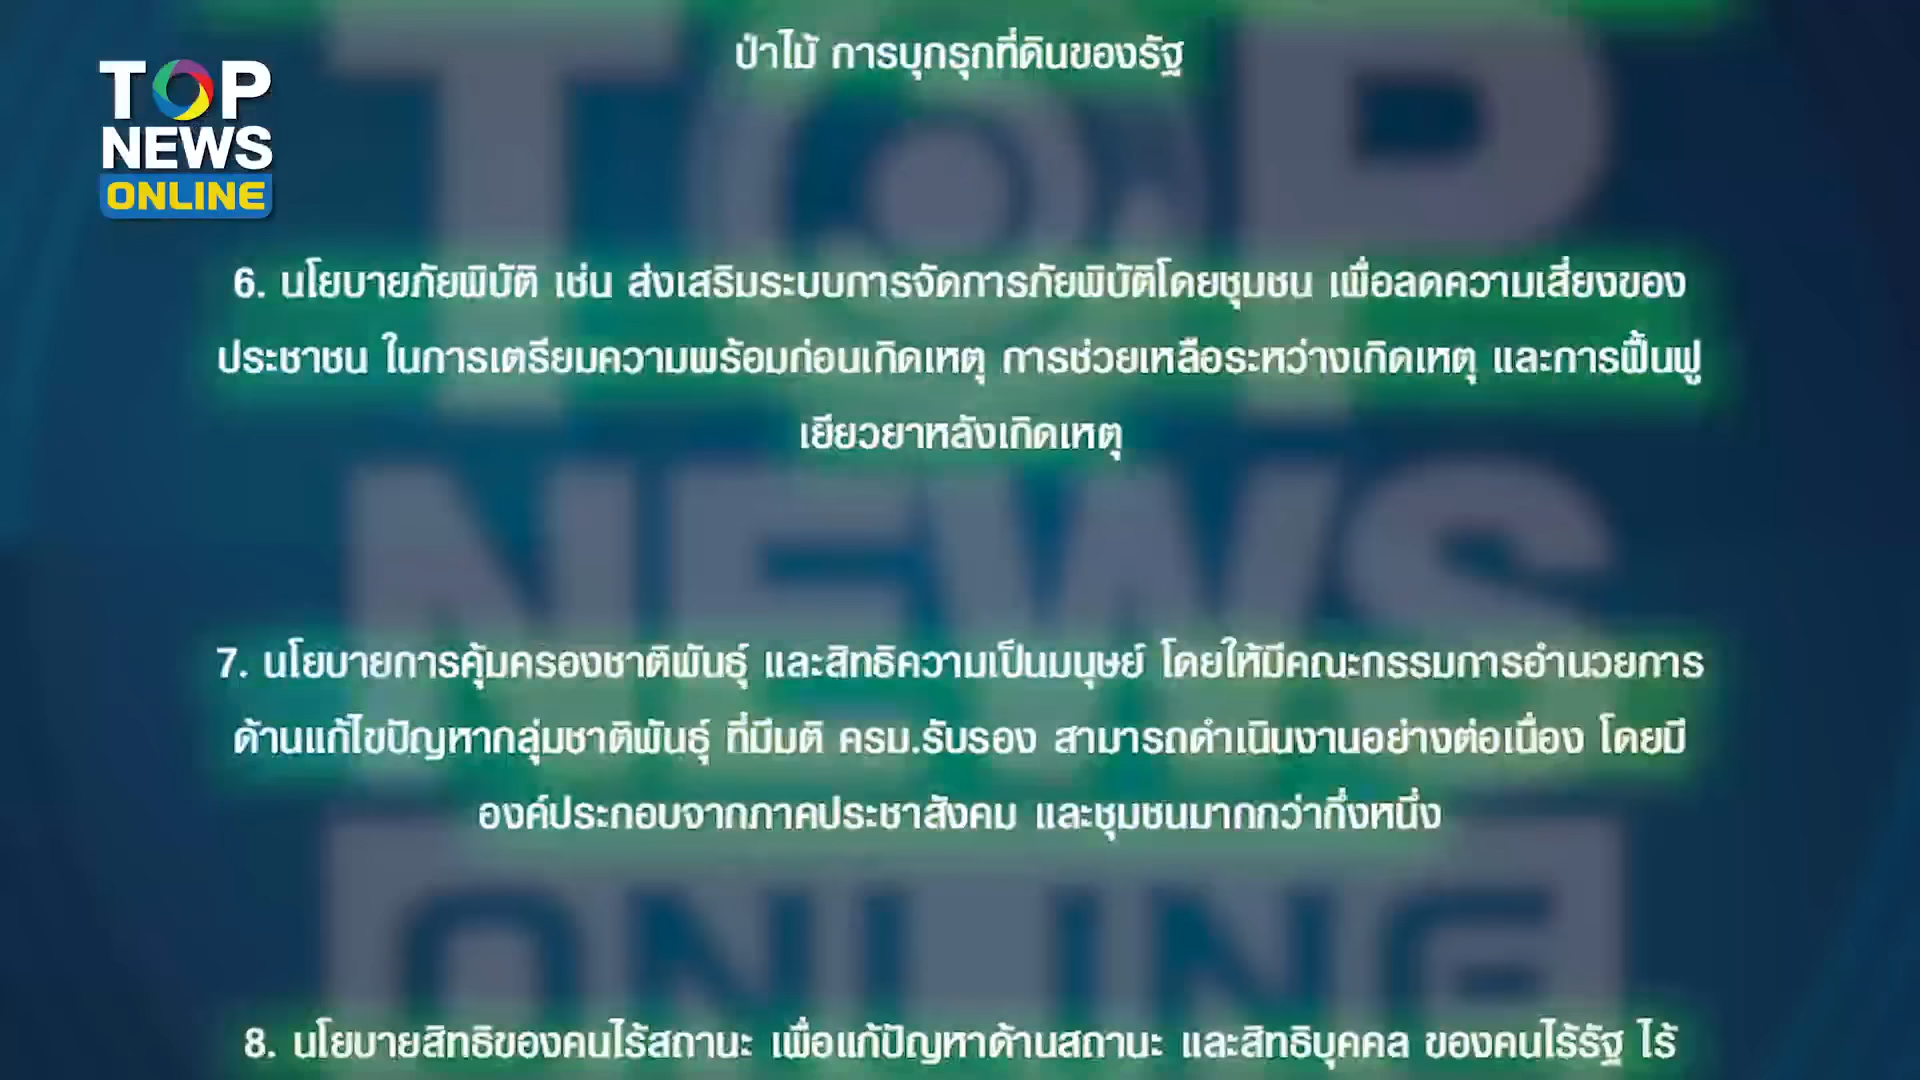 ป่าไม้ การบุกรุกที่ดินของรัฐ
TOP
NEWS
ONLINE
6. นโยบายภัยพิบัติ เช่น ส่งเสริมระบบการจัดการภัยพิบัติโดยชุมชน เพื่อลดความเสี่ยงของ
ประชาชน ในการเตรียมความพร้อมก่อนเกิดเหตุ การช่วยเหลือระหว่างเกิดเหตุ และการฟื้นฟู
เยียวยาหลังเกิดเหตุ
7. นโยบายการคุ้มครองชาติพันธุ์ และสิทธิความเป็นมนุษย์ โดยให้มีคณะกรรมการอำนวยการ
ด้านแก้ไขปัญหากลุ่มชาติพันธุ์ ที่มีมติ ครม.รับรอง สามารถดำเนินงานอย่างต่อเนื่อง โดยมี
องค์ประกอบจากภาคประชาสังคม และชุมชนมากกว่ากึ่งหนึ่ง
8. นโยบายสิทธิของคนไร้สถานะ เพื่อแก้ปัญหาด้านสถานะ และสิทธิบุคคล ของคนไร้รัฐ ไร้
TOP
NEWS
ONLINE